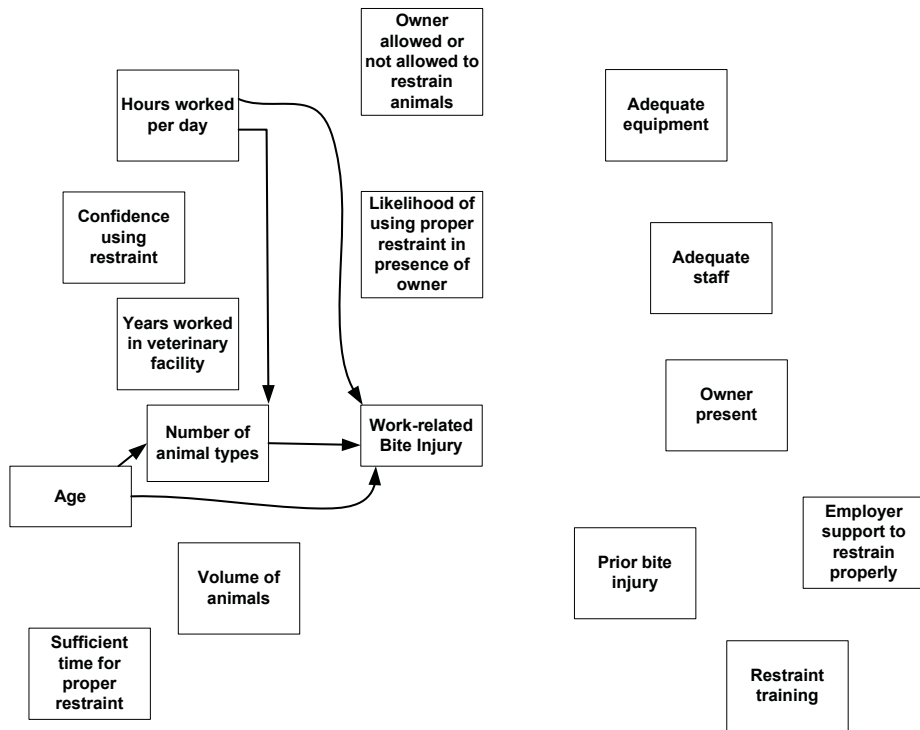 Owner
allowed or
not allowed to
restrain
animals
Hours worked
per day
Adequate
equipment
Confidence
using
restraint
Likelihood of
using proper
restraint in
presence of
owner
Adequate
staff
Years worked
in veterinary
facility
Owner
present
Number of
animal types
Work-related
Bite Injury
Age
Employer
support to
restrain
properly
Prior bite
injury
Volume of
animals
Sufficient
time for
proper
restraint
Restraint
training